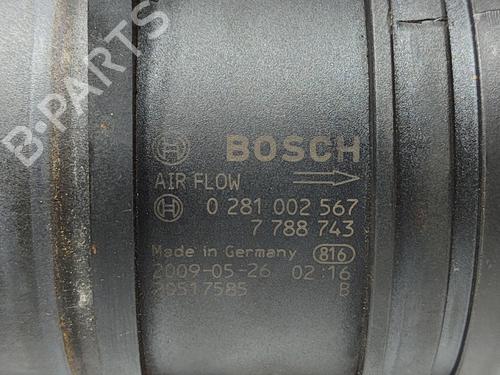 B-PARTS
BOSCH
AIR FLOW
0 281 002 567
7 788 743
Made in Germany 816
2009-05-26 02:16
20517585 B